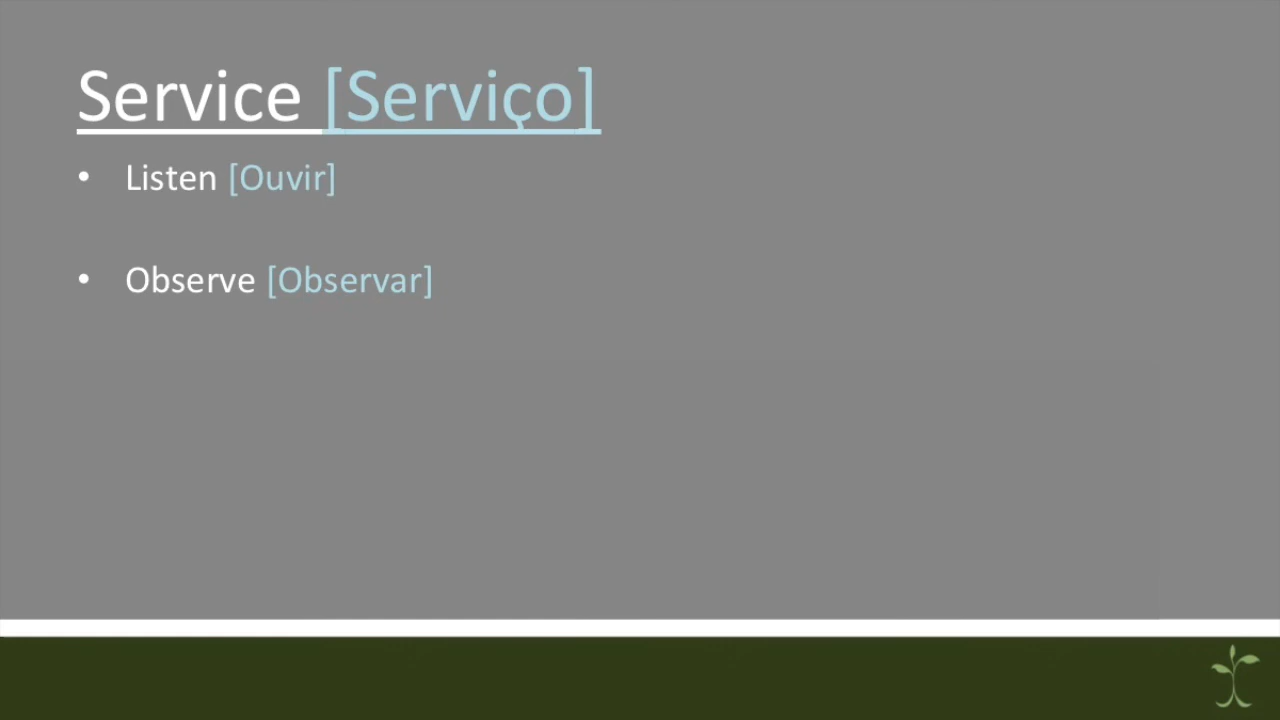 Service [Serviço]
• Listen [Ouvir]
• Observe [Observar]